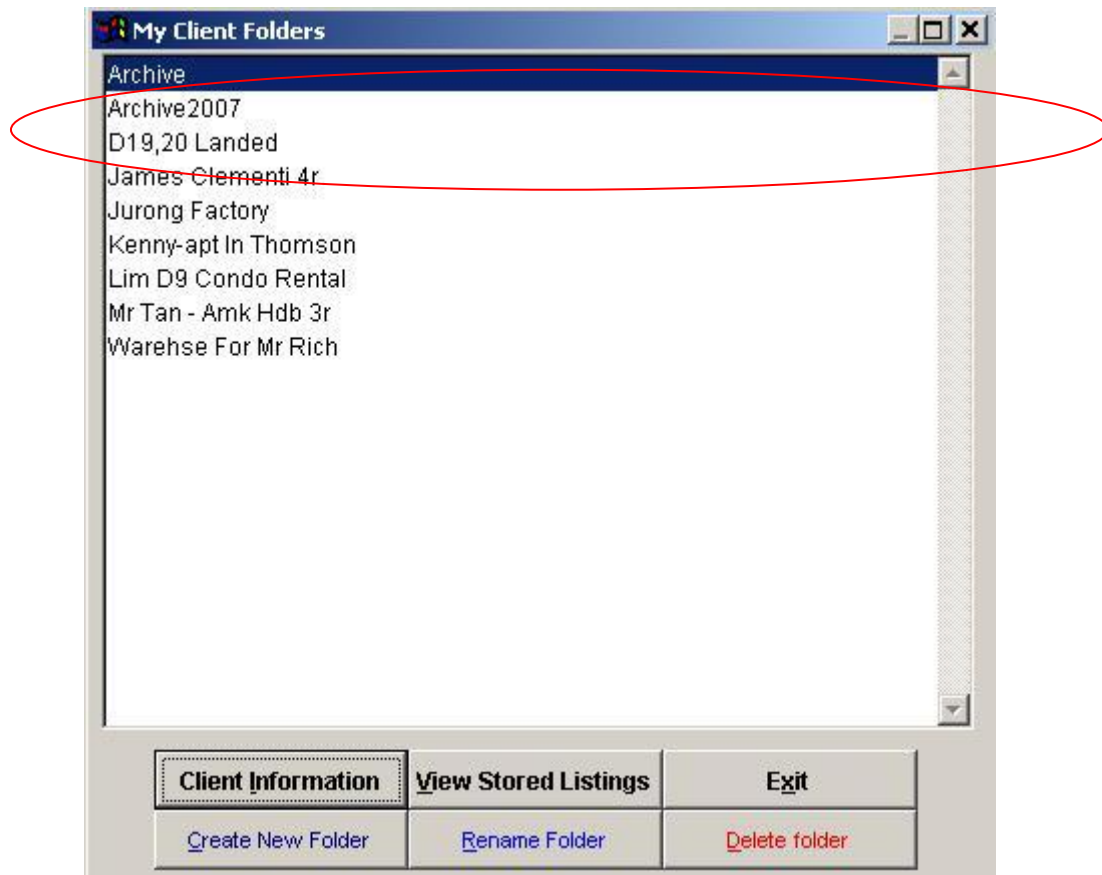 My Client Folders
Archive
Archive2007
D19,20 Landed
James Clementi 4r
Jurong Factory
Kenny-apt In Thomson
Lim D9 Condo Rental
Mr Tan - Amk Hdb 3r
Warehse For Mr Rich
Client Information View Stored Listings Exit
Create New Folder Rename Folder Delete folder